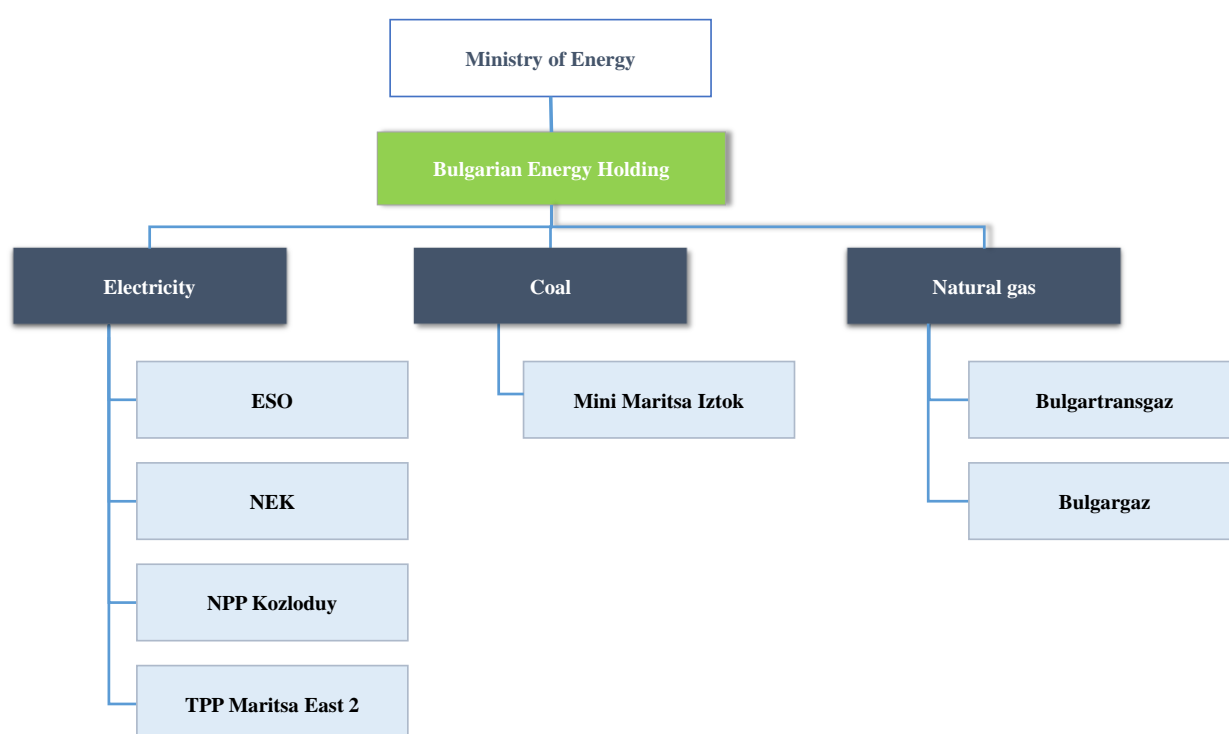 Ministry of Energy
Bulgarian Energy Holding
Electricity
Coal
Natural gas
ESO
Mini Maritsa Iztok
Bulgartransgaz
NEK
Bulgargaz
NPP Kozloduy
TPP Maritsa East 2